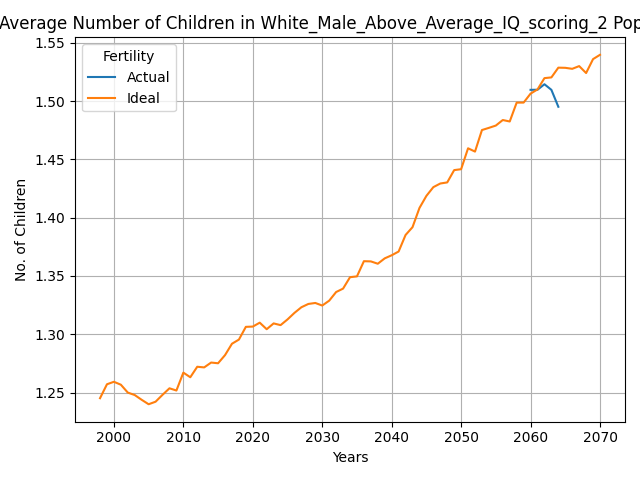 Average Number of Children in White_Male_Above_Average_IQ_scoring_2 Pop
Fertility
Actual
Ideal
1.55
1.50
1.45
1.40
1.35
1.30
1.25
No. of Children
2000 2010 2020 2030 2040 2050 2060 2070
Years